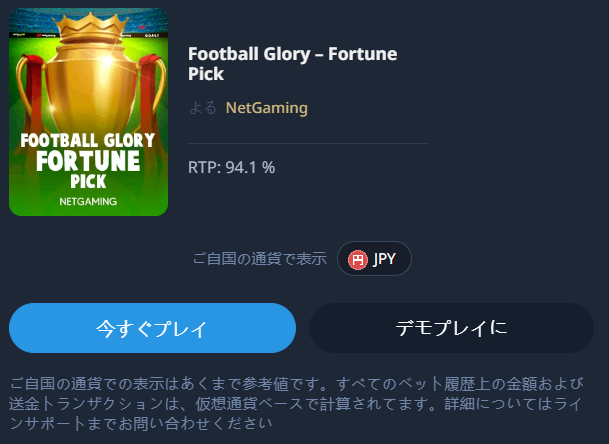 GOAL!
FOOTBALL GLORY
FORTUNE
PICK
NETGAMING
Football Glory – Fortune
Pick
よる NetGaming
RTP: 94.1 %
ご自国の通貨で表示 円 JPY
今すぐプレイ
デモプレイに
ご自国の通貨での表示はあくまで参考値です。すべてのベット履歴上の金額および
送金トランザクションは、仮想通貨ベースで計算されてます。詳細についてはライ
ンサポートまでお問い合わせください